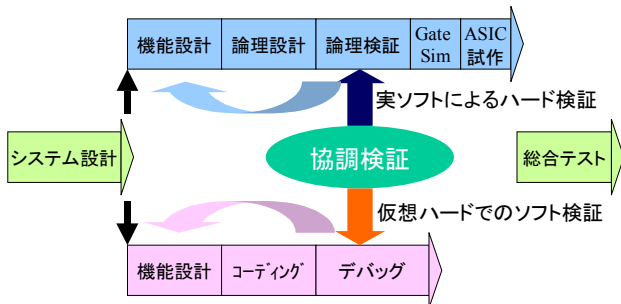 機能設計
論理設計
論理検証
Gate
Sim
ASIC
試作
実ソフトによるハード検証
システム設計
協調検証
総合テスト
仮想ハードでのソフト検証
機能設計
ｺｰﾃﾞｨﾝｸﾞ
デバッグ